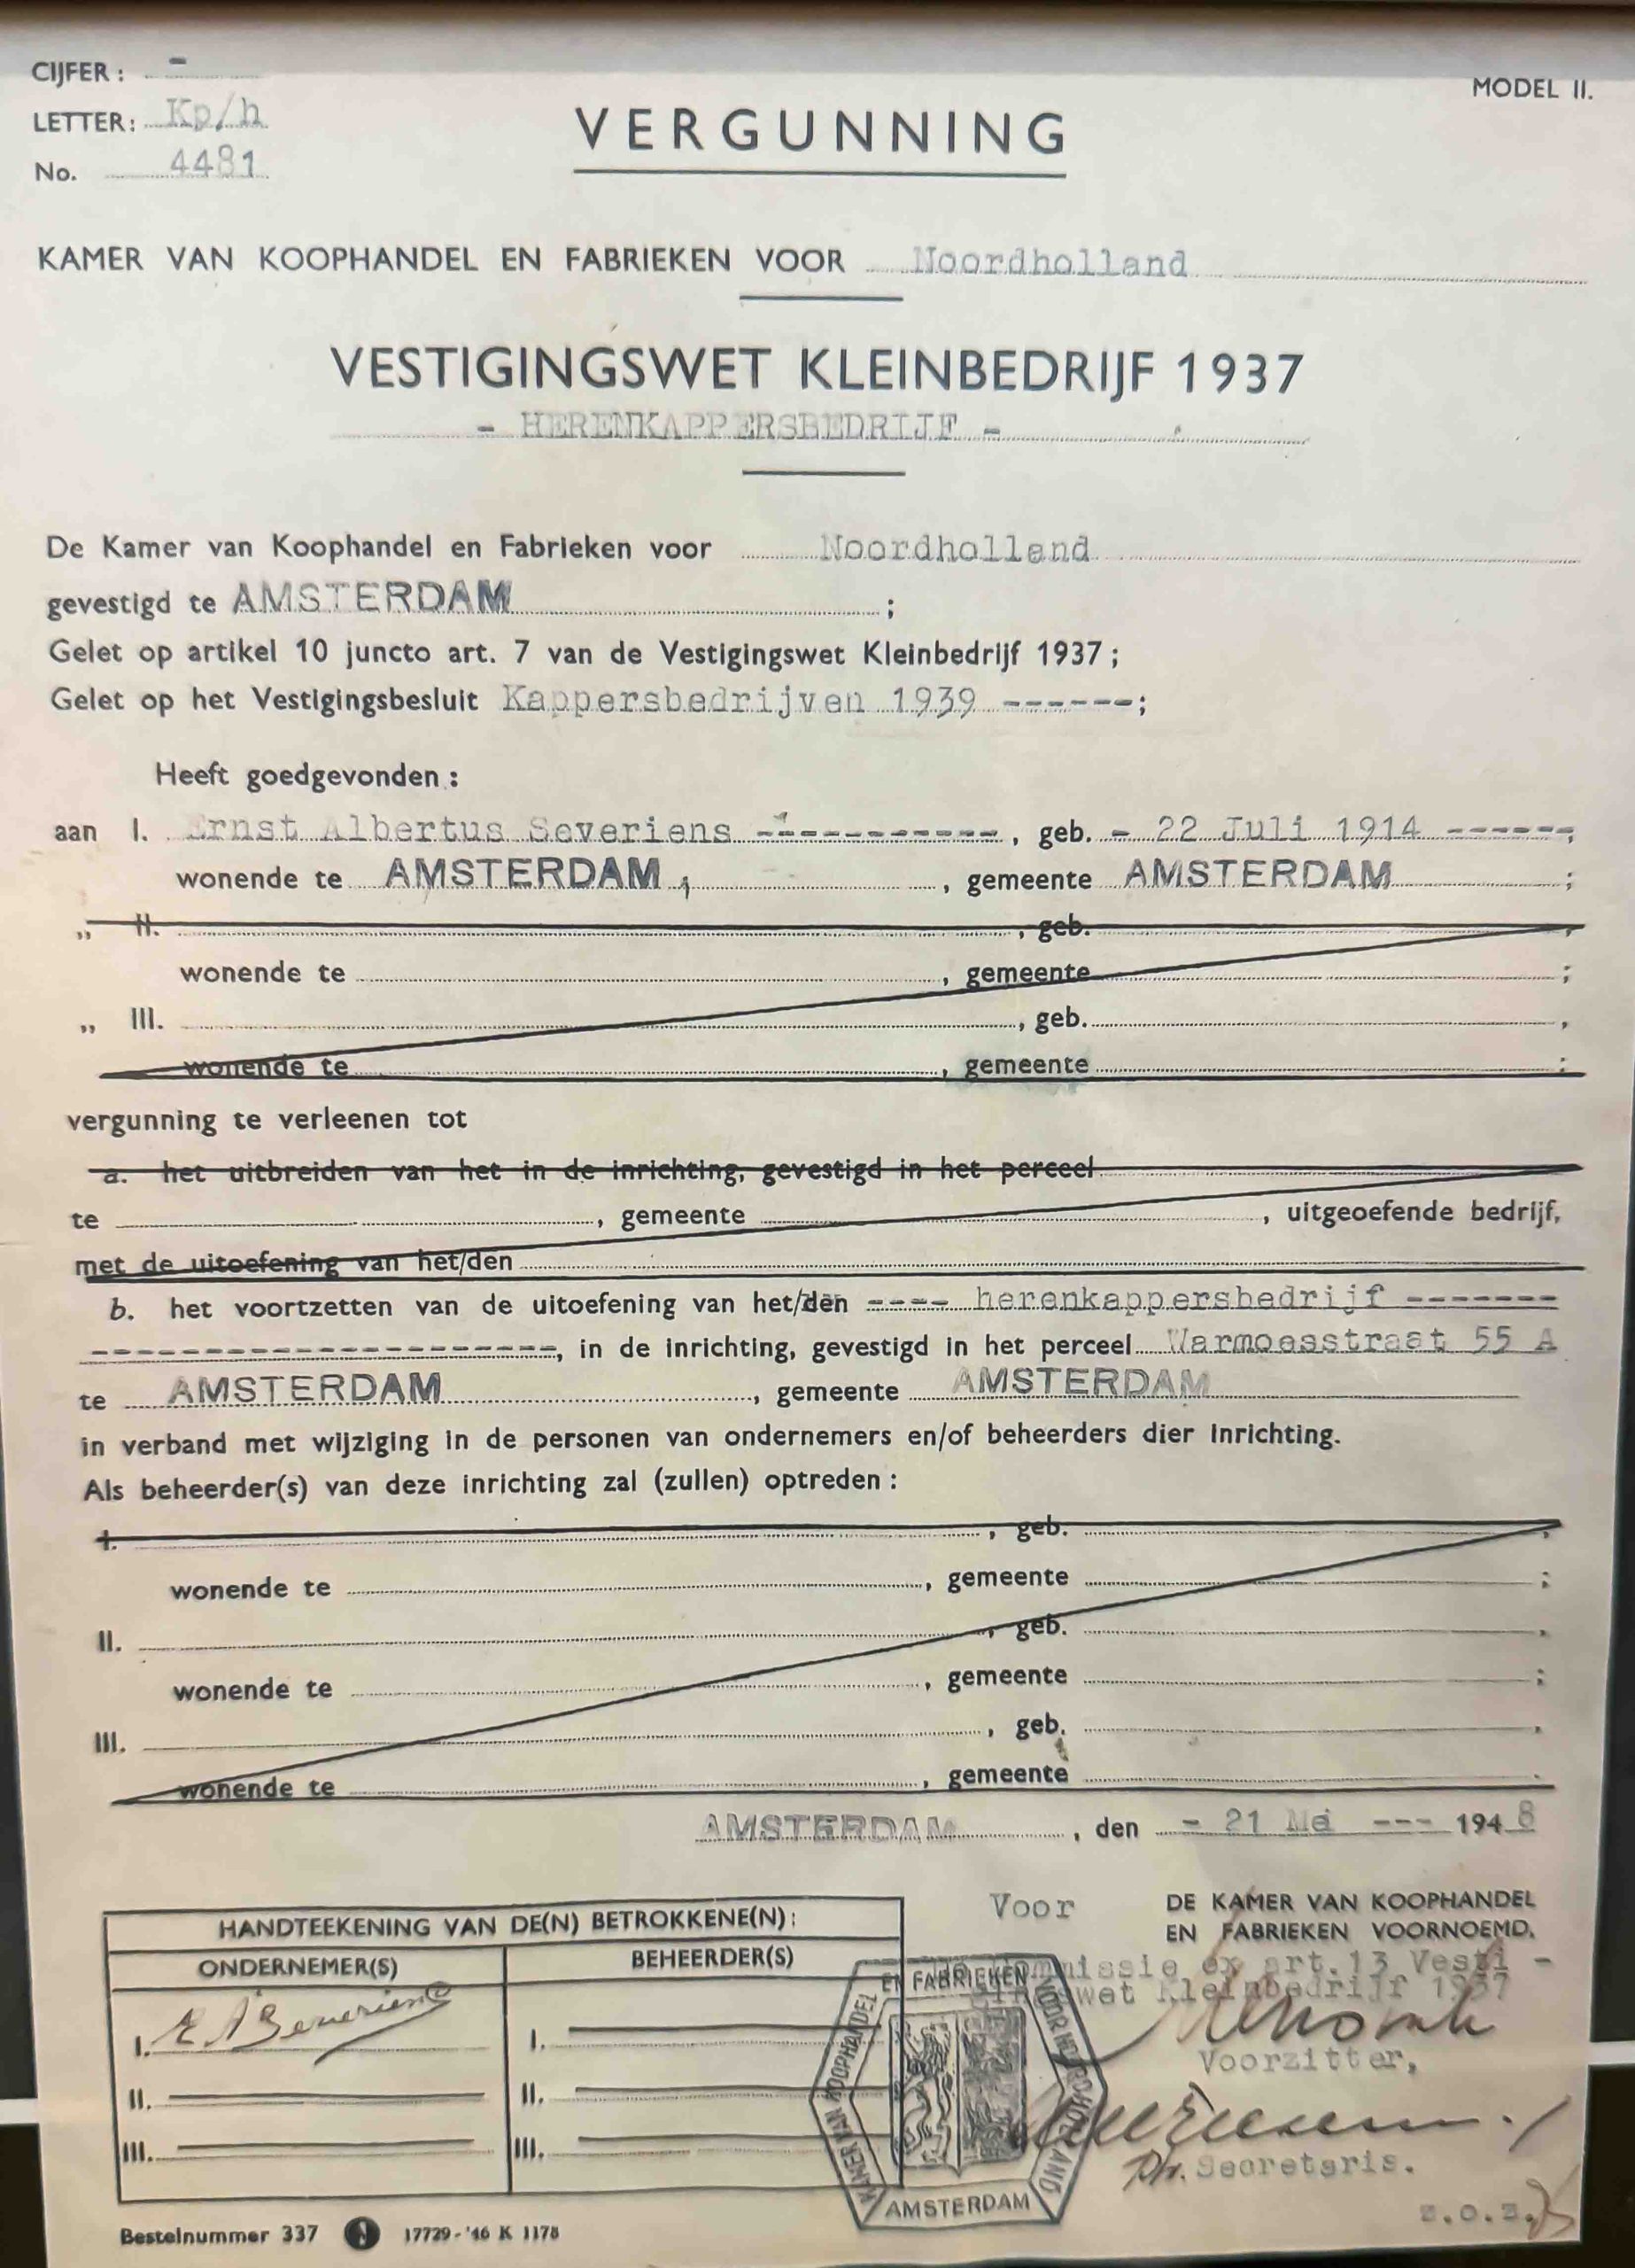 CIJFER : -
MODEL II.
LETTER: Kp/h
No. 4481
VERGUNNING
KAMER VAN KOOPHANDEL EN FABRIEKEN VOOR Noordholland
VESTIGINGSWET KLEINBEDRIJF 1937
- HERENKAPPERSBEDRIJF -
De Kamer van Koophandel en Fabrieken voor Noordholland
gevestigd te AMSTERDAM ;
Gelet op artikel 10 juncto art. 7 van de Vestigingswet Kleinbedrijf 1937 ;
Gelet op het Vestigingsbesluit Kappersbedrijven 1939 ------;
Heeft goedgevonden :
aan I. Ernst Albertus Severiens -----------, geb. - 22 Juli 1914 ------;
wonende te AMSTERDAM , gemeente AMSTERDAM ;
„ II. , geb. ,
wonende te , gemeente ;
„ III. , geb. ,
wonende te , gemeente ;
vergunning te verleenen tot
a. het uitbreiden van het in de inrichting, gevestigd in het perceel
te , gemeente , uitgeoefende bedrijf,
met de uitoefening van het/den
b. het voortzetten van de uitoefening van het/den ---- herenkappersbedrijf -------
----------------------, in de inrichting, gevestigd in het perceel Warmoesstraat 55 A
te AMSTERDAM , gemeente AMSTERDAM
in verband met wijziging in de personen van ondernemers en/of beheerders dier inrichting.
Als beheerder(s) van deze inrichting zal (zullen) optreden :
I. , geb. ,
wonende te , gemeente ;
II. , geb. ,
wonende te , gemeente ;
III. , geb. ,
wonende te , gemeente .
AMSTERDAM , den - 21 Mei --- 1948
Voor DE KAMER VAN KOOPHANDEL
EN FABRIEKEN VOORNOEMD,
commissie ex art.13 Vesti -
gingswet Kleinbedrijf 1937
HANDTEEKENING VAN DE(N) BETROKKENE(N) :
ONDERNEMER(S) BEHEERDER(S)
I. E A Severiens I.
II. II.
III. III.
KAMER VAN KOOPHANDEL EN FABRIEKEN VOOR NOORDHOLLAND
AMSTERDAM
Voorzitter,
Secretaris.
z.o.z.
Bestelnummer 337 17729 - '46 K 1178